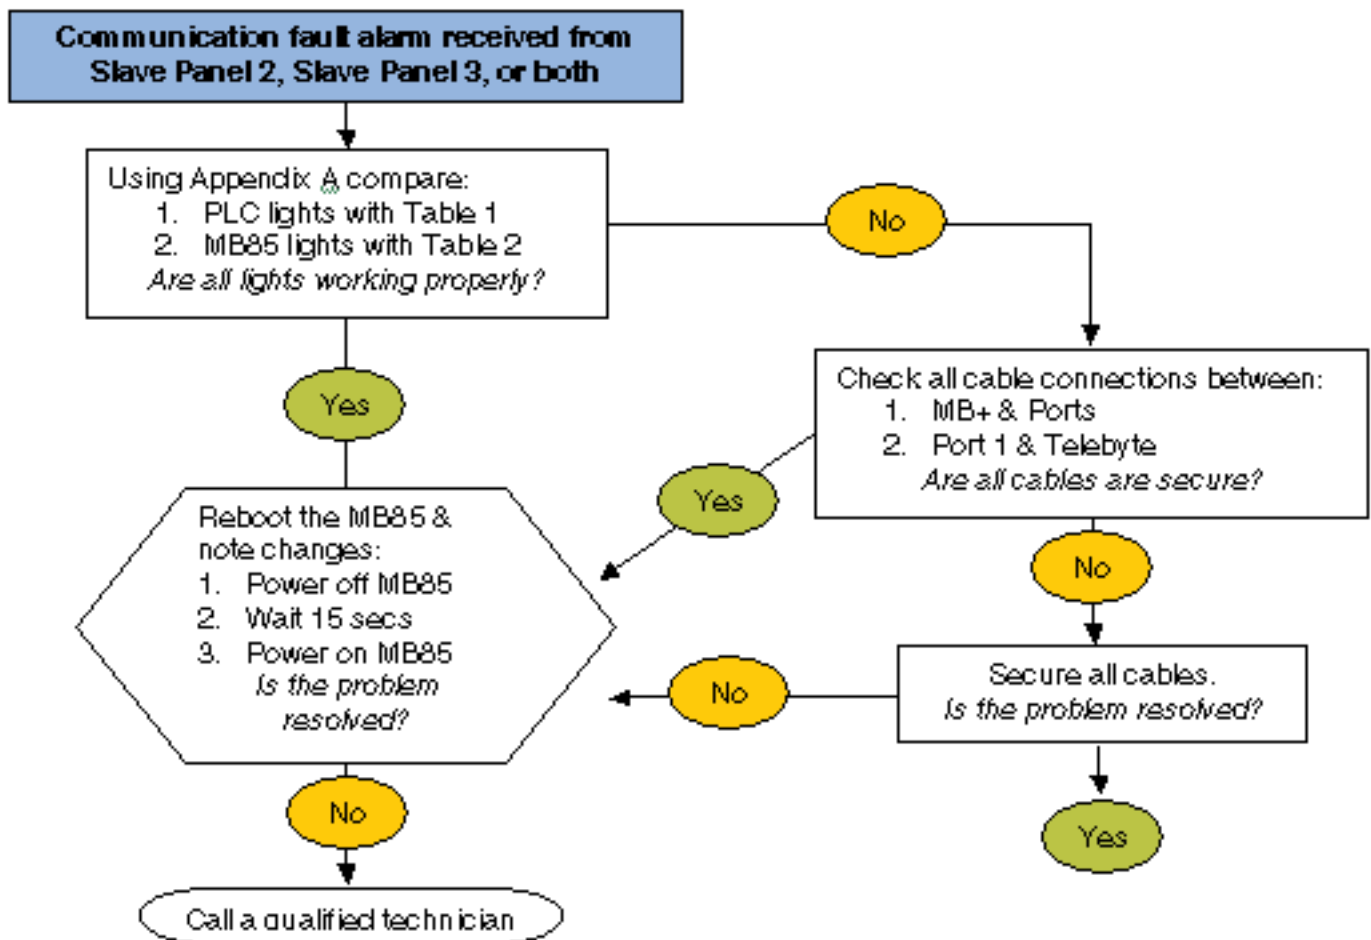 Communication fault alarm received from
Slave Panel 2, Slave Panel 3, or both
Using Appendix A compare:
1. PLC lights with Table 1
2. MB85 lights with Table 2
Are all lights working properly?
No
Yes
Check all cable connections between:
1. MB+ & Ports
2. Port 1 & Telebyte
Are all cables are secure?
Yes
No
Reboot the MB85 &
note changes:
1. Power off MB85
2. Wait 15 secs
3. Power on MB85
Is the problem
resolved?
Secure all cables.
Is the problem resolved?
No
No
Yes
Call a qualified technician